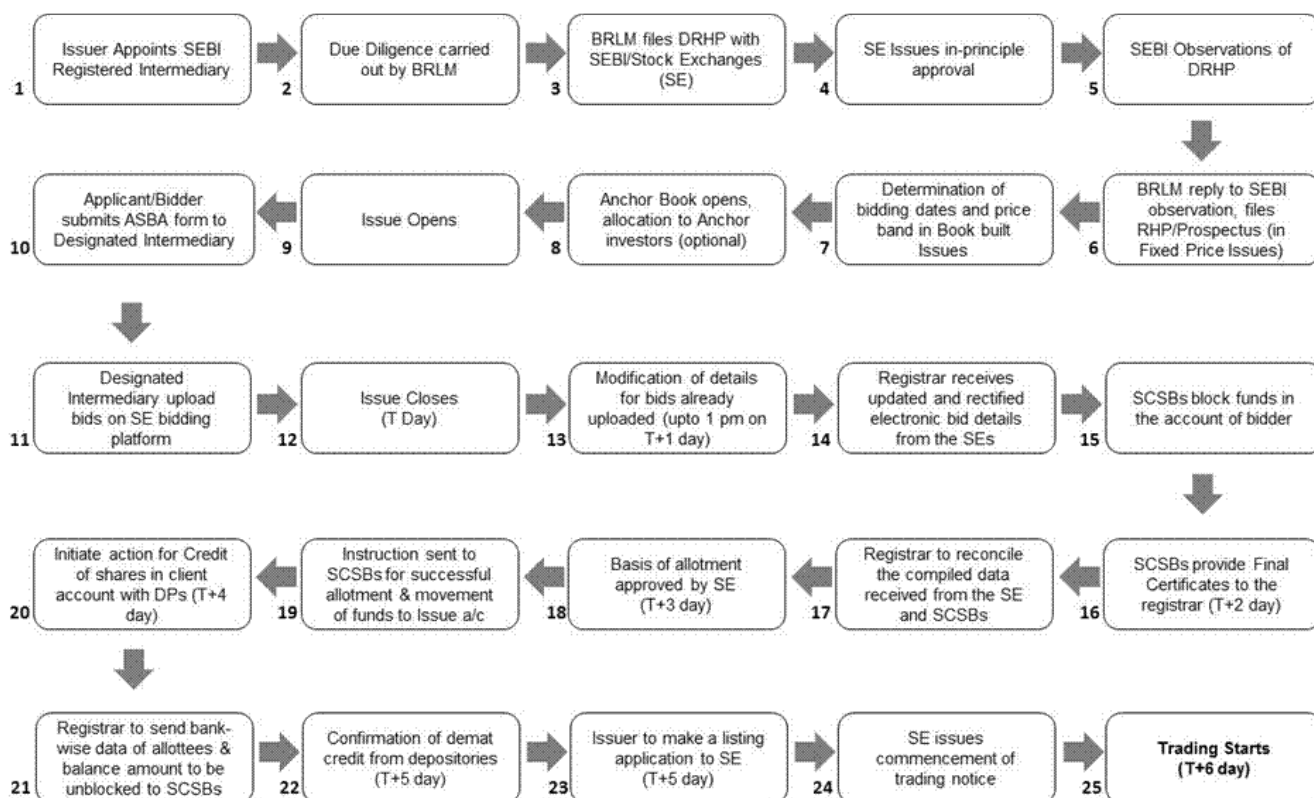 Issuer Appoints SEBI
Registered Intermediary
1
Due Diligence carried
out by BRLM
2
BRLM files DRHP with
SEBI/Stock Exchanges
(SE)
3
SE Issues in-principle
approval
4
SEBI Observations of
DRHP
5
BRLM reply to SEBI
observation, files
RHP/Prospectus (in
Fixed Price Issues)
6
Determination of
bidding dates and price
band in Book built
Issues
7
Anchor Book opens,
allocation to Anchor
investors (optional)
8
Issue Opens
9
Applicant/Bidder
submits ASBA form to
Designated Intermediary
10
Designated
Intermediary upload
bids on SE bidding
platform
11
Issue Closes
(T Day)
12
Modification of details
for bids already
uploaded (upto 1 pm on
T+1 day)
13
Registrar receives
updated and rectified
electronic bid details
from the SEs
14
SCSBs block funds in
the account of bidder
15
SCSBs provide Final
Certificates to the
registrar (T+2 day)
16
Registrar to reconcile
the compiled data
received from the SE
and SCSBs
17
Basis of allotment
approved by SE
(T+3 day)
18
Instruction sent to
SCSBs for successful
allotment & movement
of funds to Issue a/c
19
Initiate action for Credit
of shares in client
account with DPs (T+4
day)
20
Registrar to send bank-
wise data of allottees &
balance amount to be
unblocked to SCSBs
21
Confirmation of demat
credit from depositories
(T+5 day)
22
Issuer to make a listing
application to SE
(T+5 day)
23
SE issues
commencement of
trading notice
24
Trading Starts
(T+6 day)
25